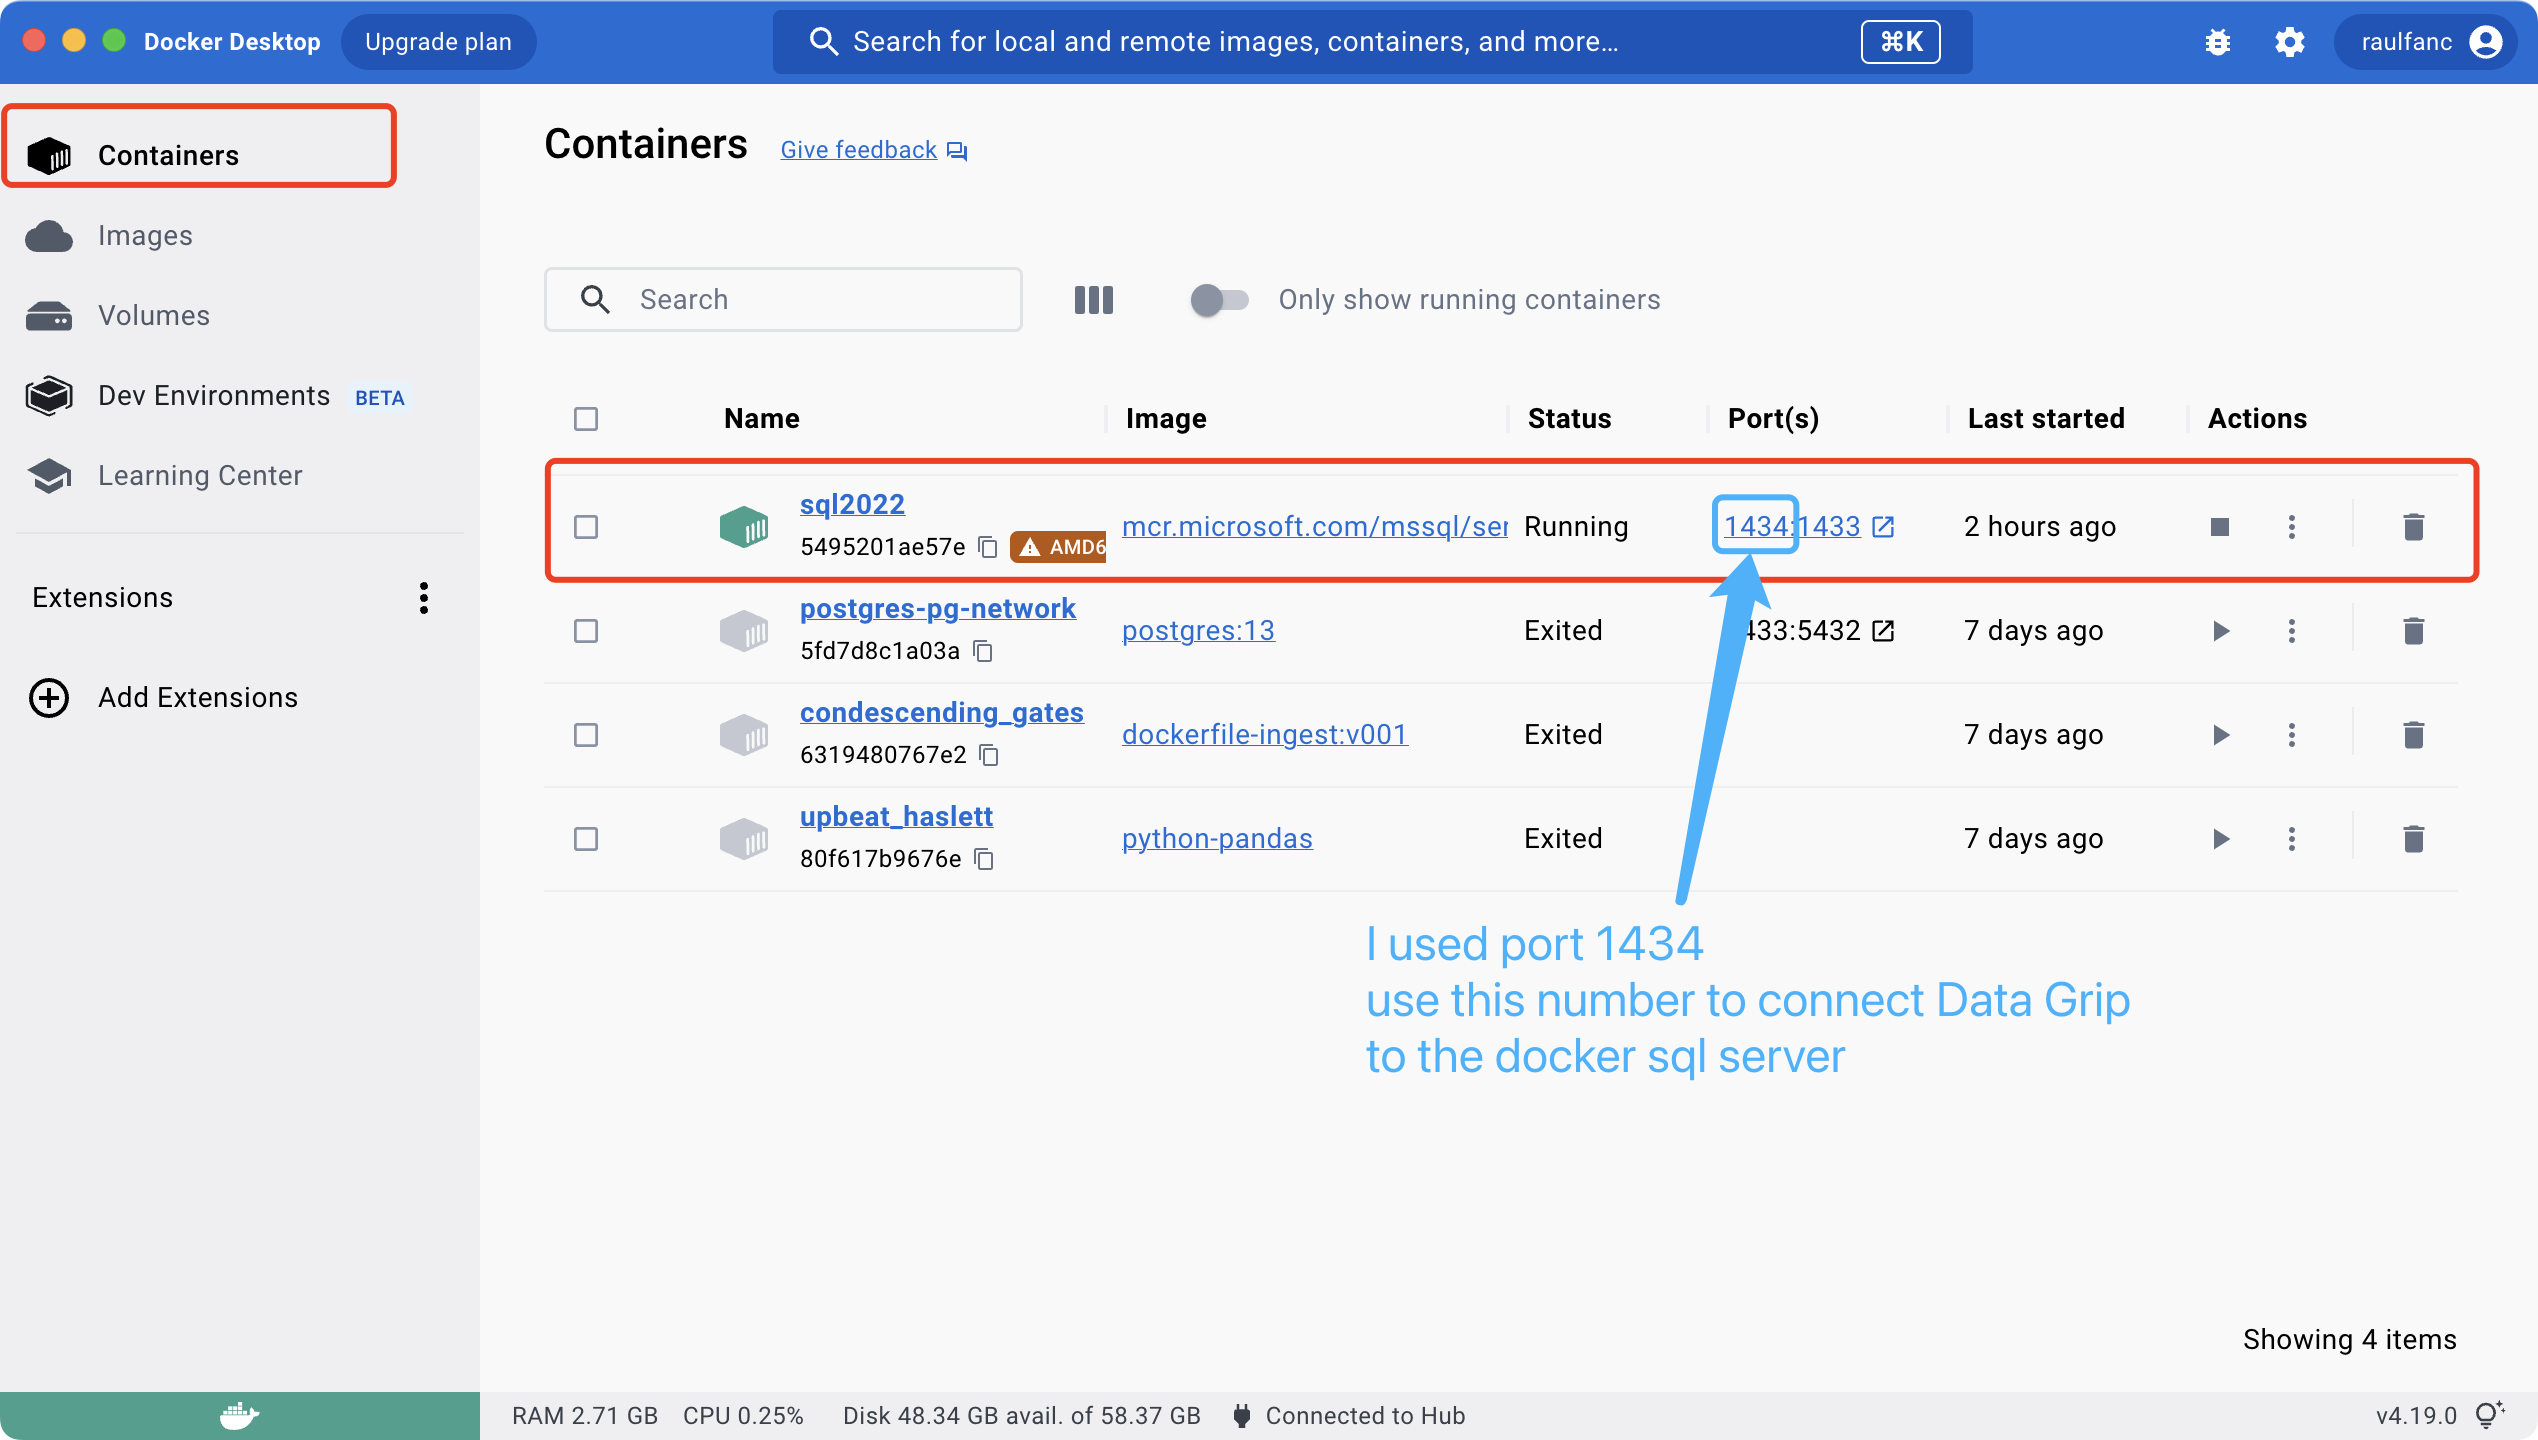 Docker Desktop
Upgrade plan
Search for local and remote images, containers, and more...
⌘K
raulfanc
Containers
Images
Volumes
Dev Environments BETA
Learning Center
Extensions
Add Extensions
Containers
Give feedback
Search
Only show running containers
Name Image Status Port(s) Last started Actions
sql2022
5495201ae57e AMD6
mcr.microsoft.com/mssql/ser Running 1434:1433 2 hours ago
postgres-pg-network
5fd7d8c1a03a
postgres:13 Exited 433:5432 7 days ago
condescending_gates
6319480767e2
dockerfile-ingest:v001 Exited 7 days ago
upbeat_haslett
80f617b9676e
python-pandas Exited 7 days ago
I used port 1434
use this number to connect Data Grip
to the docker sql server
Showing 4 items
RAM 2.71 GB CPU 0.25% Disk 48.34 GB avail. of 58.37 GB Connected to Hub
v4.19.0